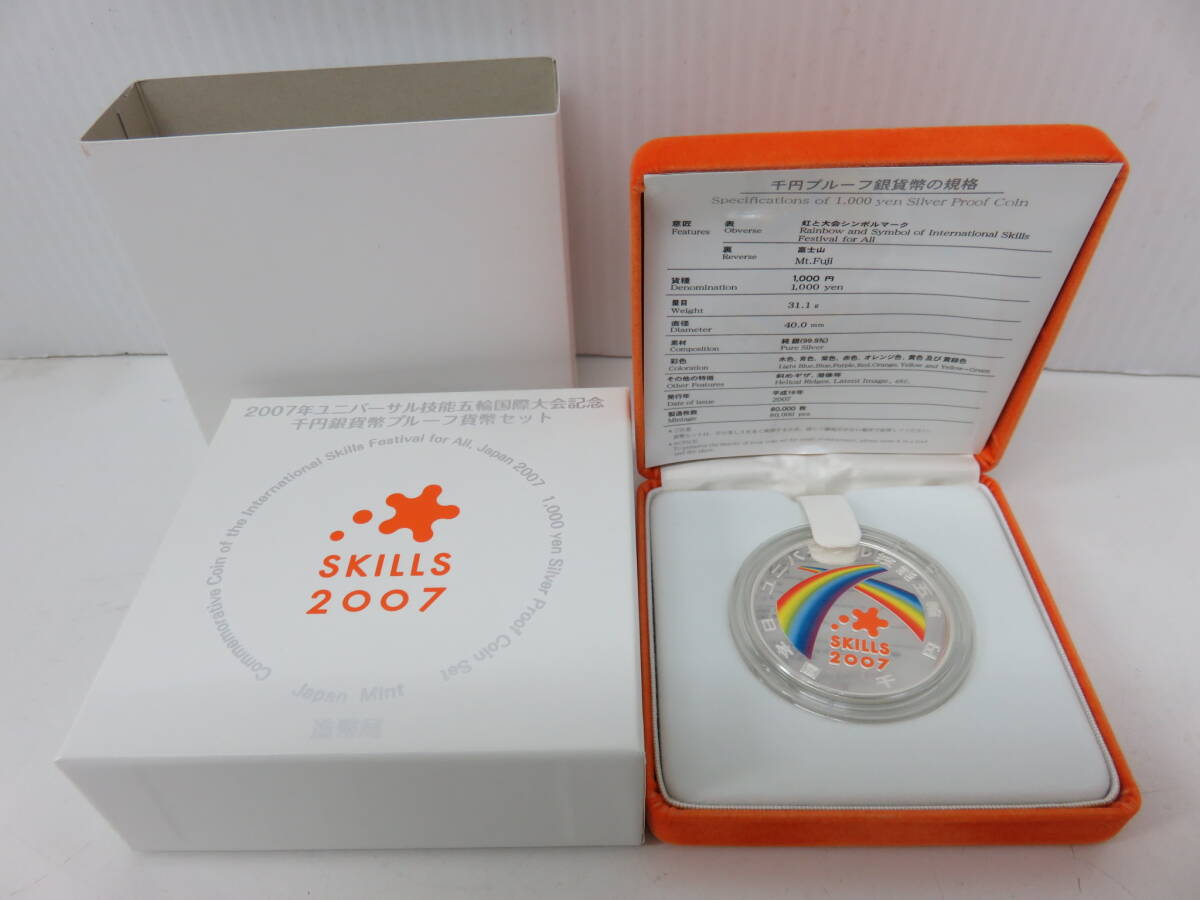 2007年ユニバーサル技能五輪国際大会記念
千円銀貨幣プルーフ貨幣セット
Commemorative Coin of the International Skills Festival for All, Japan 2007 1,000 yen Silver Proof Coin Set
SKILLS
2007
Japan Mint
造幣局
千円プルーフ銀貨幣の規格
Specifications of 1,000 yen Silver Proof Coin
意匠 表 虹と大会シンボルマーク
Features Obverse Rainbow and Symbol of International Skills
Festival for All
裏 富士山
Reverse Mt.Fuji
貨種 1,000 円
Denomination 1,000 yen
量目 31.1 g
Weight
直径 40.0 mm
Diameter
素材 純銀(99.9%)
Composition Pure Silver
彩色 水色、青色、紫色、赤色、オレンジ色、黄色 及び 黄緑色
Coloration Light Blue,Blue,Purple,Red,Orange,Yellow and Yellow-Green
その他の特徴 斜めギザ、潜像等
Other Features Helical Ridges, Latent Image, etc.
発行年 平成19年
Date of Issue 2007
製造枚数 80,000 枚
Mintage 80,000 pcs
日本国 ユニバーサル技能五輪
千円
SKILLS
2007